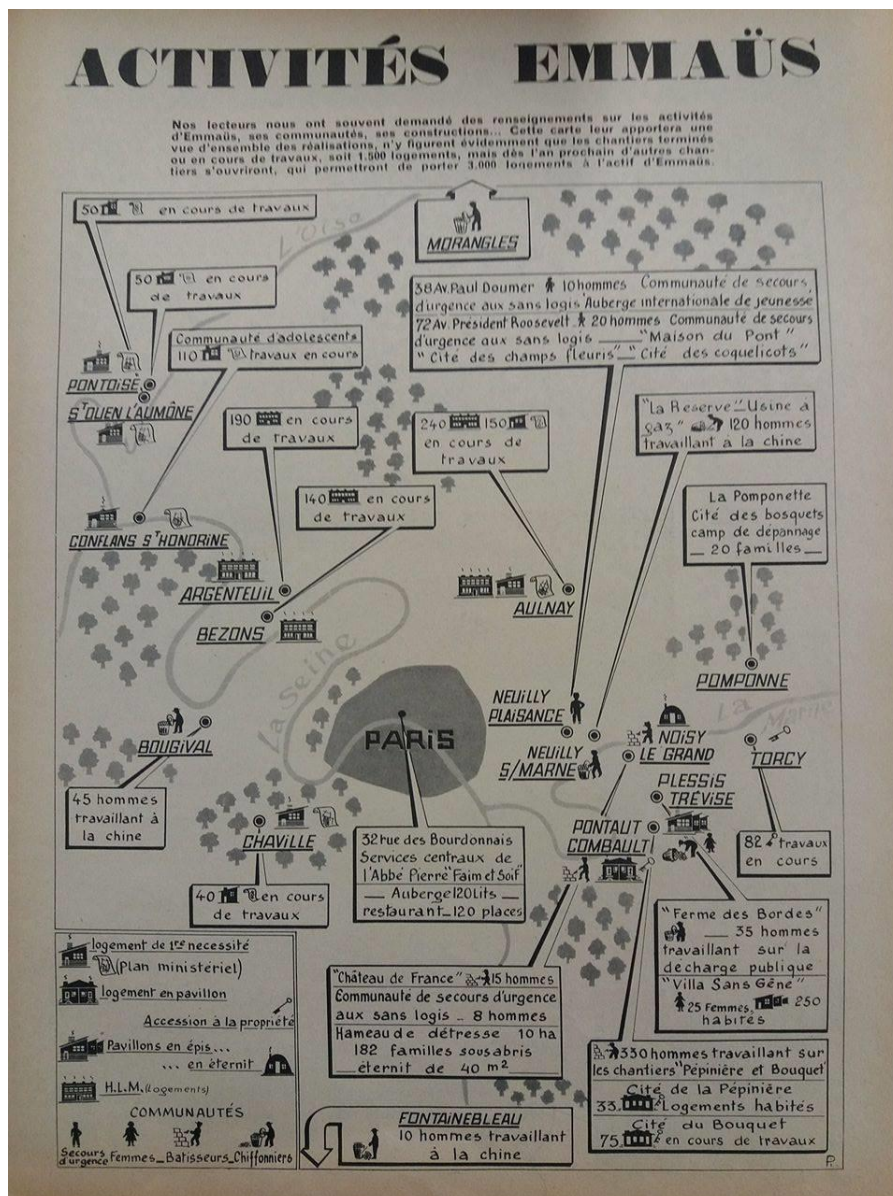 ACTIVITÉS EMMAÜS
Nos lecteurs nous ont souvent demandé des renseignements sur les activités
d'Emmaüs, ses communautés, ses constructions... Cette carte leur apportera une
vue d'ensemble des réalisations, n'y figurent évidemment que les chantiers terminés
ou en cours de travaux, soit 1.500 logements, mais dès l'an prochain d'autres chan-
tiers s'ouvriront, qui permettront de porter 3.000 logements à l'actif d'Emmaüs.
50 en cours de travaux
L'Oise
MORANGLES
50 en cours
de travaux
38 Av. Paul Doumer 10 hommes Communauté de secours
d'urgence aux sans logis Auberge internationale de jeunesse
72 Av. Président Roosevelt 20 hommes Communauté de secours
d'urgence aux sans logis "Maison du Pont"
"Cité des champs fleuris" "Cité des coquelicots"
Communauté d'adolescents
110 travaux en cours
PONTOISE
ST OUEN L'AUMÔNE
190 en cours
de travaux
240 150
en cours de
travaux
"La Reserve" Usine à
gaz" 120 hommes
travaillant à la chine
140 en cours
de travaux
La Pomponette
Cité des bosquets
camp de dépannage
20 familles
CONFLANS ST HONORINE
ARGENTEUIL
BEZONS
AULNAY
POMPONNE
La Seine
PARIS
NEUILLY
PLAISANCE
NEUILLY
S/MARNE
NOISY
LE GRAND
La Marne
TORCY
BOUGIVAL
PLESSIS
TRÉVISE
45 hommes
travaillant à
la chine
CHAVILLE
PONTAUT
COMBAULT
82 travaux
en cours
40 en cours
de travaux
32 rue des Bourdonnais
Services centraux de
l'Abbé Pierre "Faim et Soif"
Auberge 120 lits
restaurant 120 places
"Ferme des Bordes"
35 hommes
travaillant sur la
décharge publique
"Villa Sans Gêne"
25 Femmes, 250
habités
"Château de France" 15 hommes
Communauté de secours d'urgence
aux sans logis .. 8 hommes
Hameau de détresse 10 ha
182 familles sous abris
éternit de 40 m²
330 hommes travaillant sur
les chantiers "Pépinière et Bouquet"
Cité de la Pépinière
33 Logements habités
Cité du Bouquet
75 en cours de travaux
logement de 1re necessité
(Plan ministériel)
logement en pavillon
Accession à la propriété
Pavillons en épis...
... en éternit
H.L.M. (Logements)
COMMUNAUTÉS
Secours
d'urgence Femmes_Batisseurs_Chiffonniers
FONTAINEBLEAU
10 hommes travaillant
à la chine